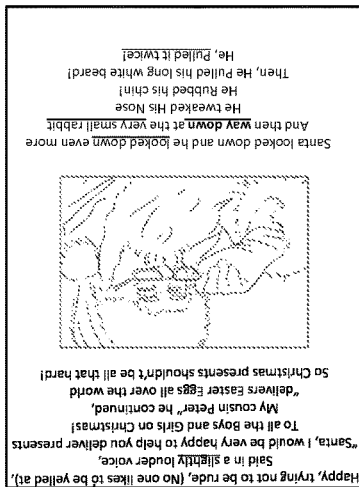 Happy, trying not to be rude, (No one likes to be yelled at),
Said in a slightly louder voice,
"Santa, I would be very happy to help you deliver presents
To all the Boys and Girls on Christmas!
My cousin Peter" he continued,
"delivers Easter Eggs all over the world
So Christmas presents shouldn't be all that hard!
Santa looked down and he looked down even more
And then way down at the very small rabbit
He tweaked His Nose
He Rubbed his chin!
Then, He Pulled his long white beard!
He, Pulled it twice!